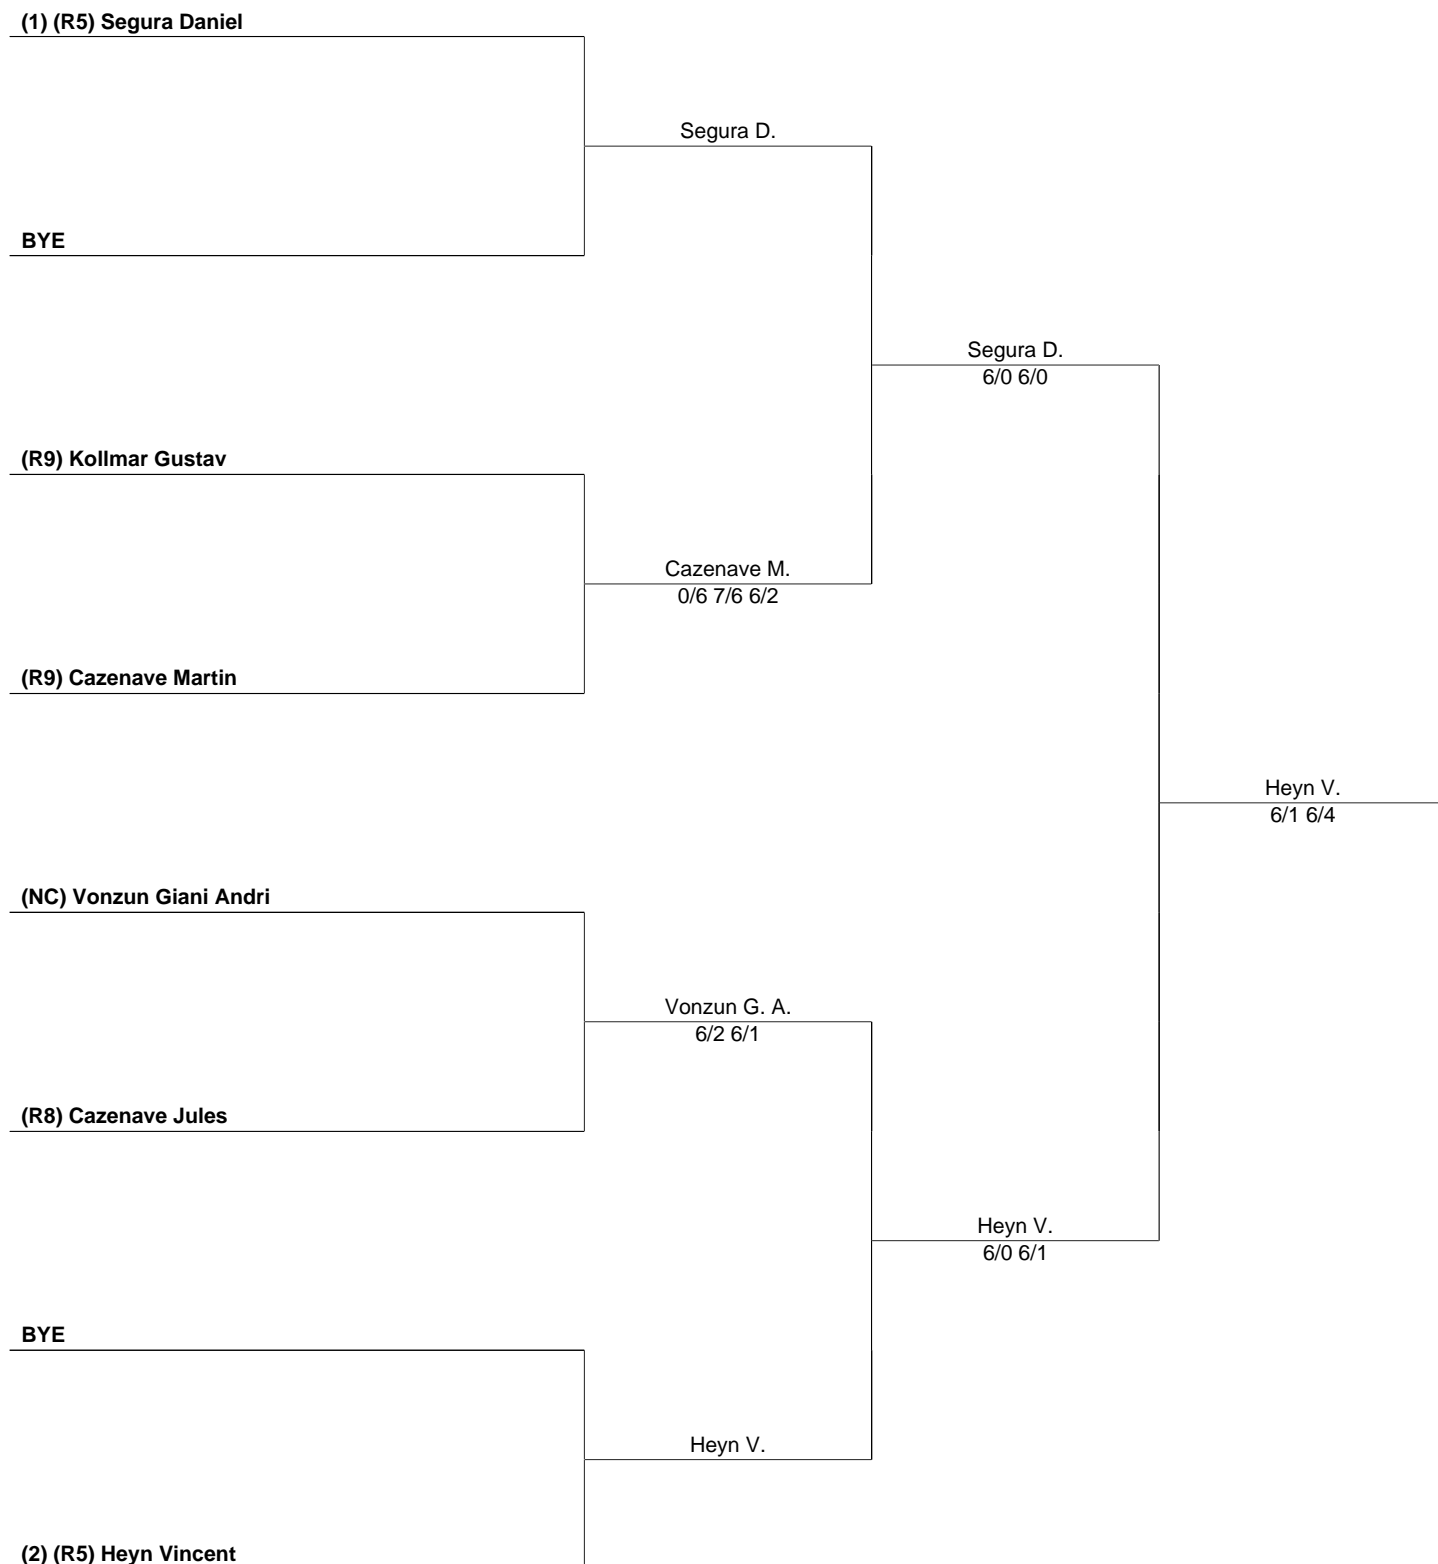 (1) (R5) Segura Daniel
Segura D.
BYE
Segura D.
6/0 6/0
(R9) Kollmar Gustav
Cazenave M.
0/6 7/6 6/2
(R9) Cazenave Martin
Heyn V.
6/1 6/4
(NC) Vonzun Giani Andri
Vonzun G. A.
6/2 6/1
(R8) Cazenave Jules
Heyn V.
6/0 6/1
BYE
Heyn V.
(2) (R5) Heyn Vincent